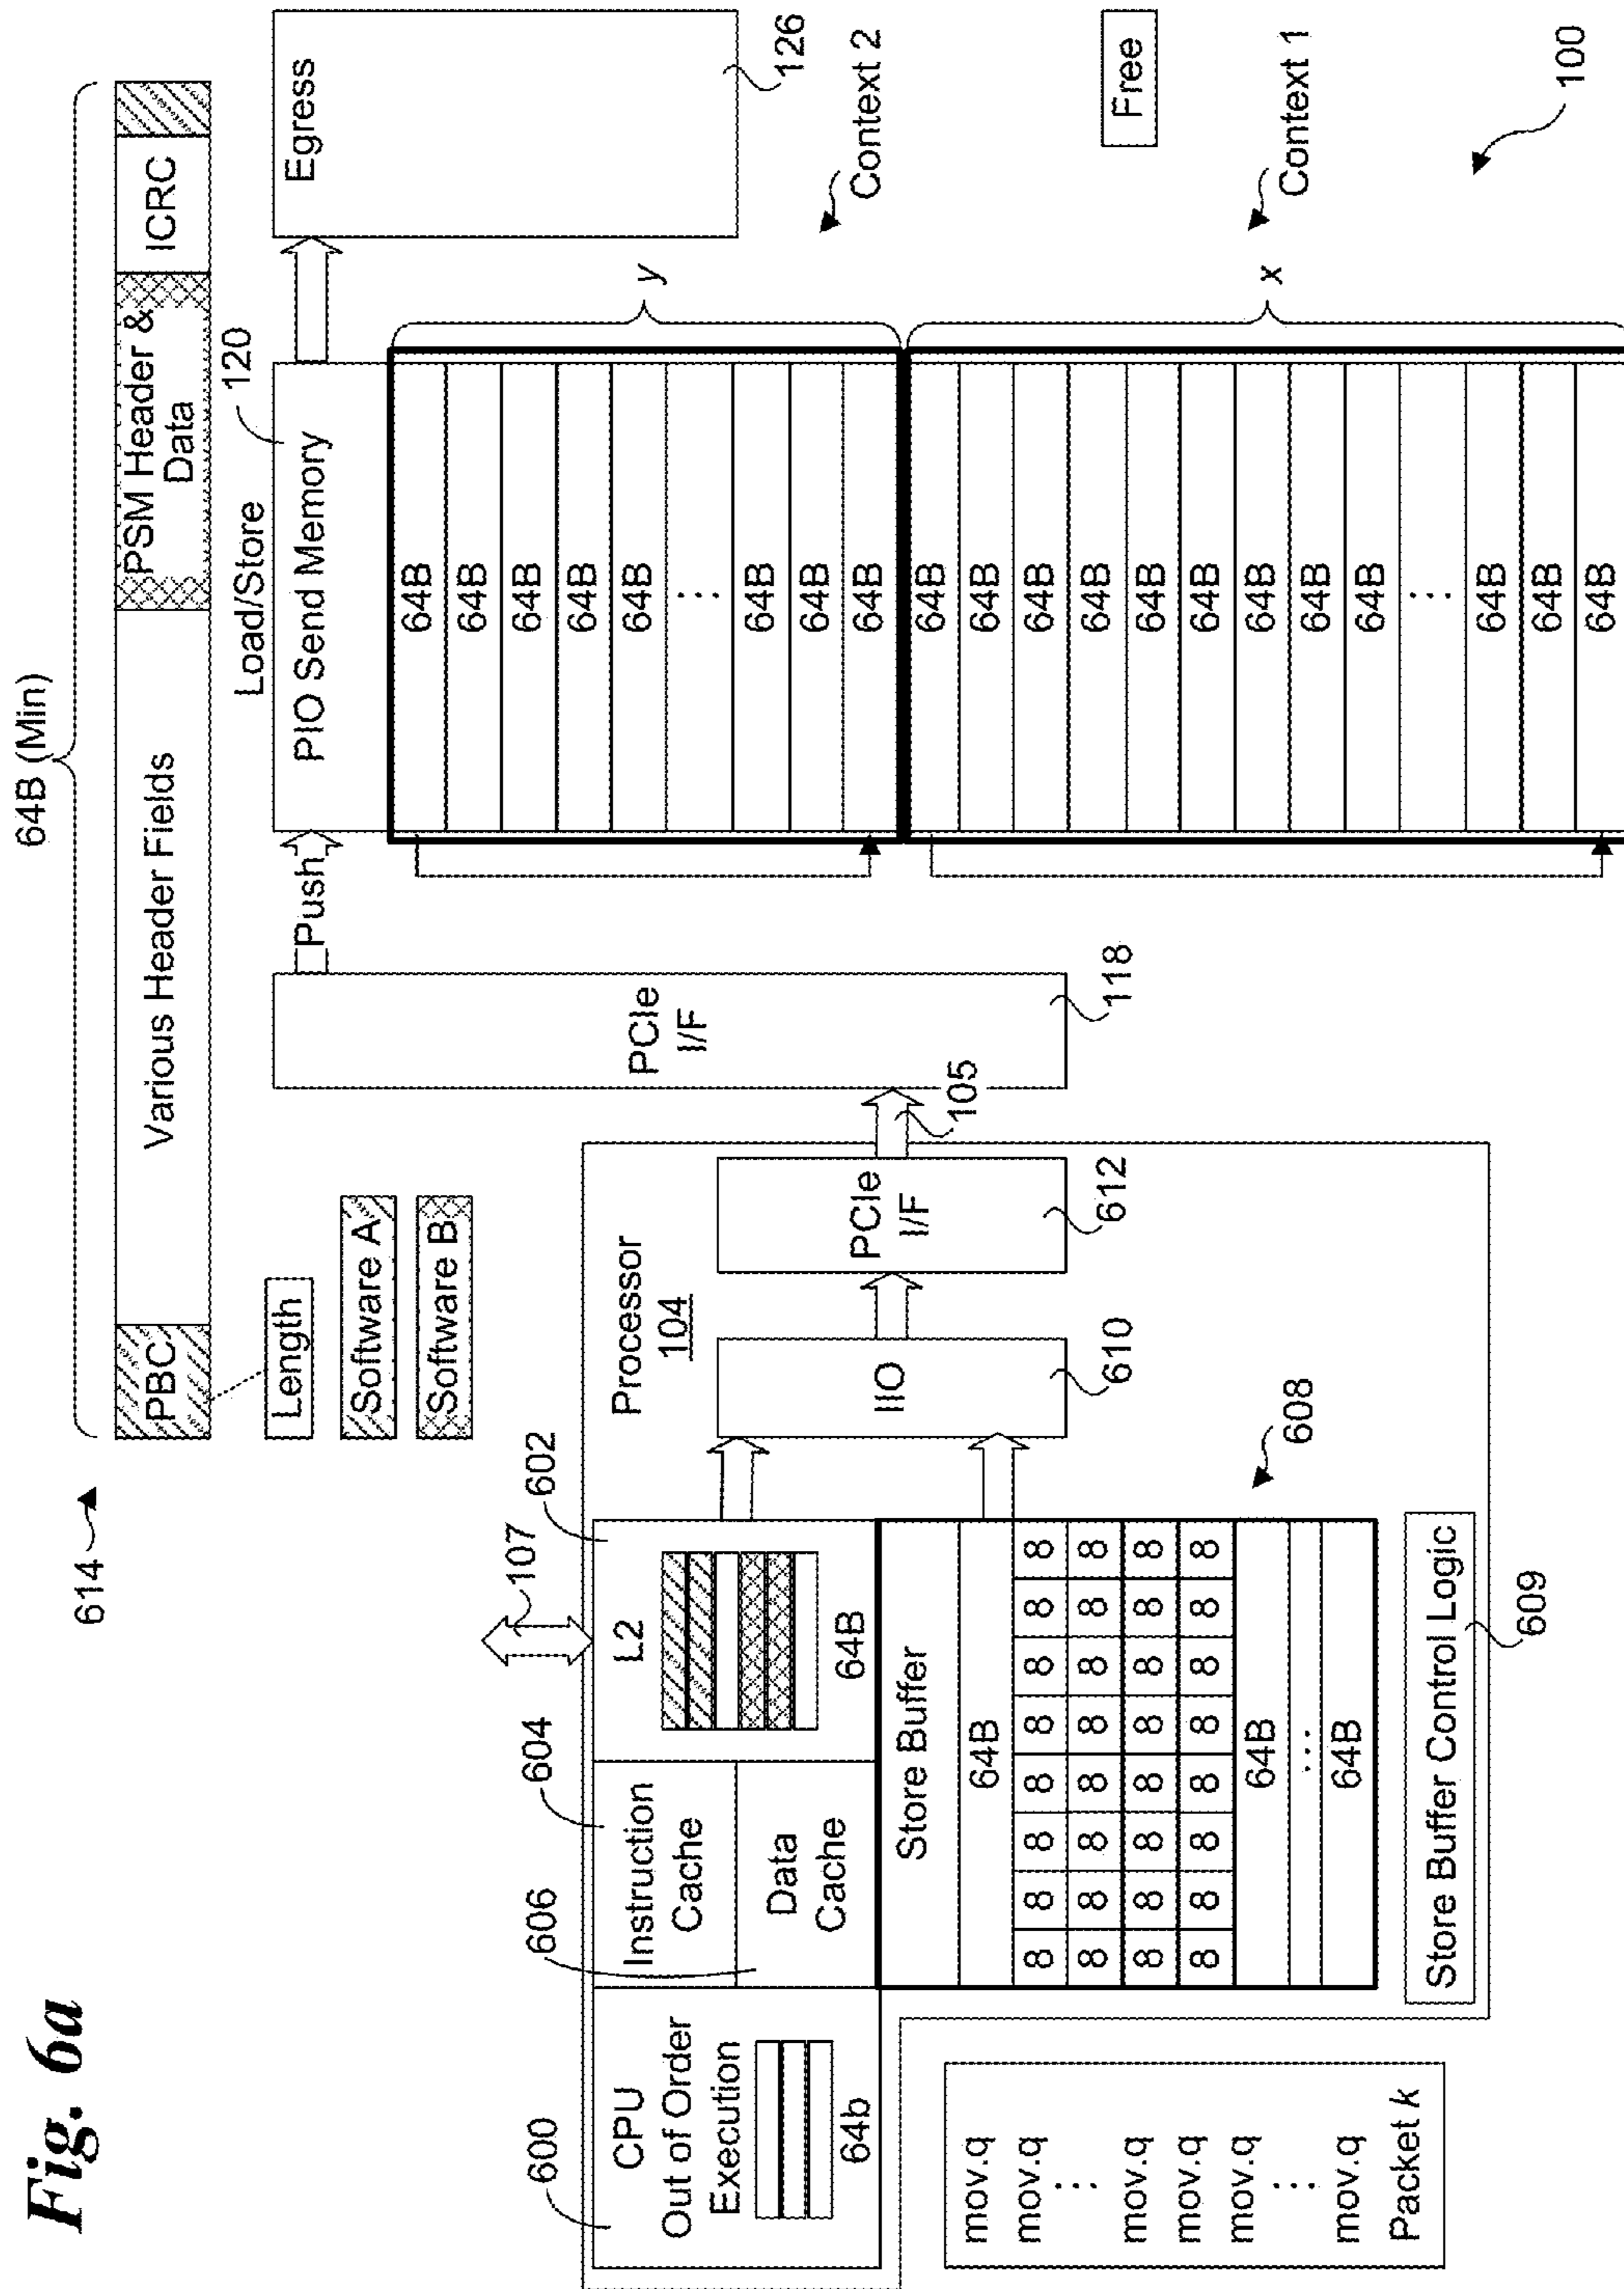 Fig. 6a
614
64B (Min)
PBC
Various Header Fields
PSM Header &
Data
ICRC
Length
Software A
Software B
Load/Store
120
107
602
604
606
600
Processor
104
CPU
Out of Order
Execution
64b
Instruction
Cache
Data
Cache
L2
64B
IIO
610
PCIe
I/F
612
105
PCIe
I/F
118
Push
PIO Send Memory
Egress
126
Store Buffer
64B
8 8 8 8 8 8 8 8
8 8 8 8 8 8 8 8
8 8 8 8 8 8 8 8
8 8 8 8 8 8 8 8
64B
⋮
64B
608
Store Buffer Control Logic
609
mov.q
mov.q
⋮
mov.q
mov.q
mov.q
⋮
mov.q
Packet k
64B
64B
64B
64B
64B
⋮
64B
64B
64B
y
Context 2
64B
64B
64B
64B
64B
64B
64B
64B
64B
⋮
64B
64B
64B
x
Context 1
Free
100